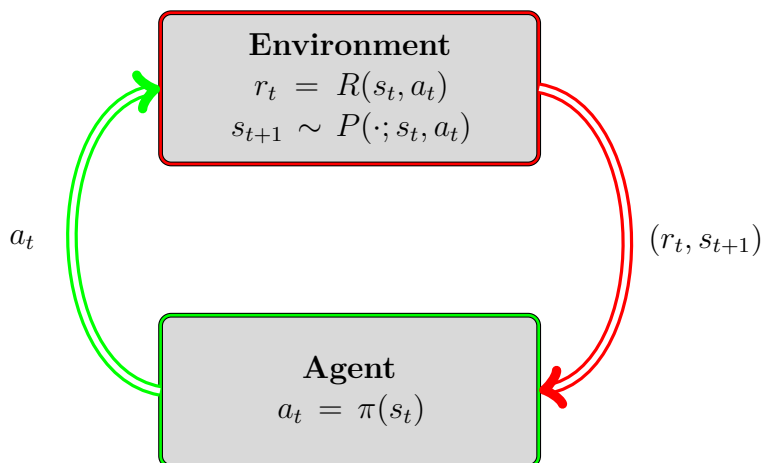 Environment
r_t = R(s_t, a_t)
s_{t+1} ∼ P(·; s_t, a_t)
a_t
(r_t, s_{t+1})
Agent
a_t = π(s_t)